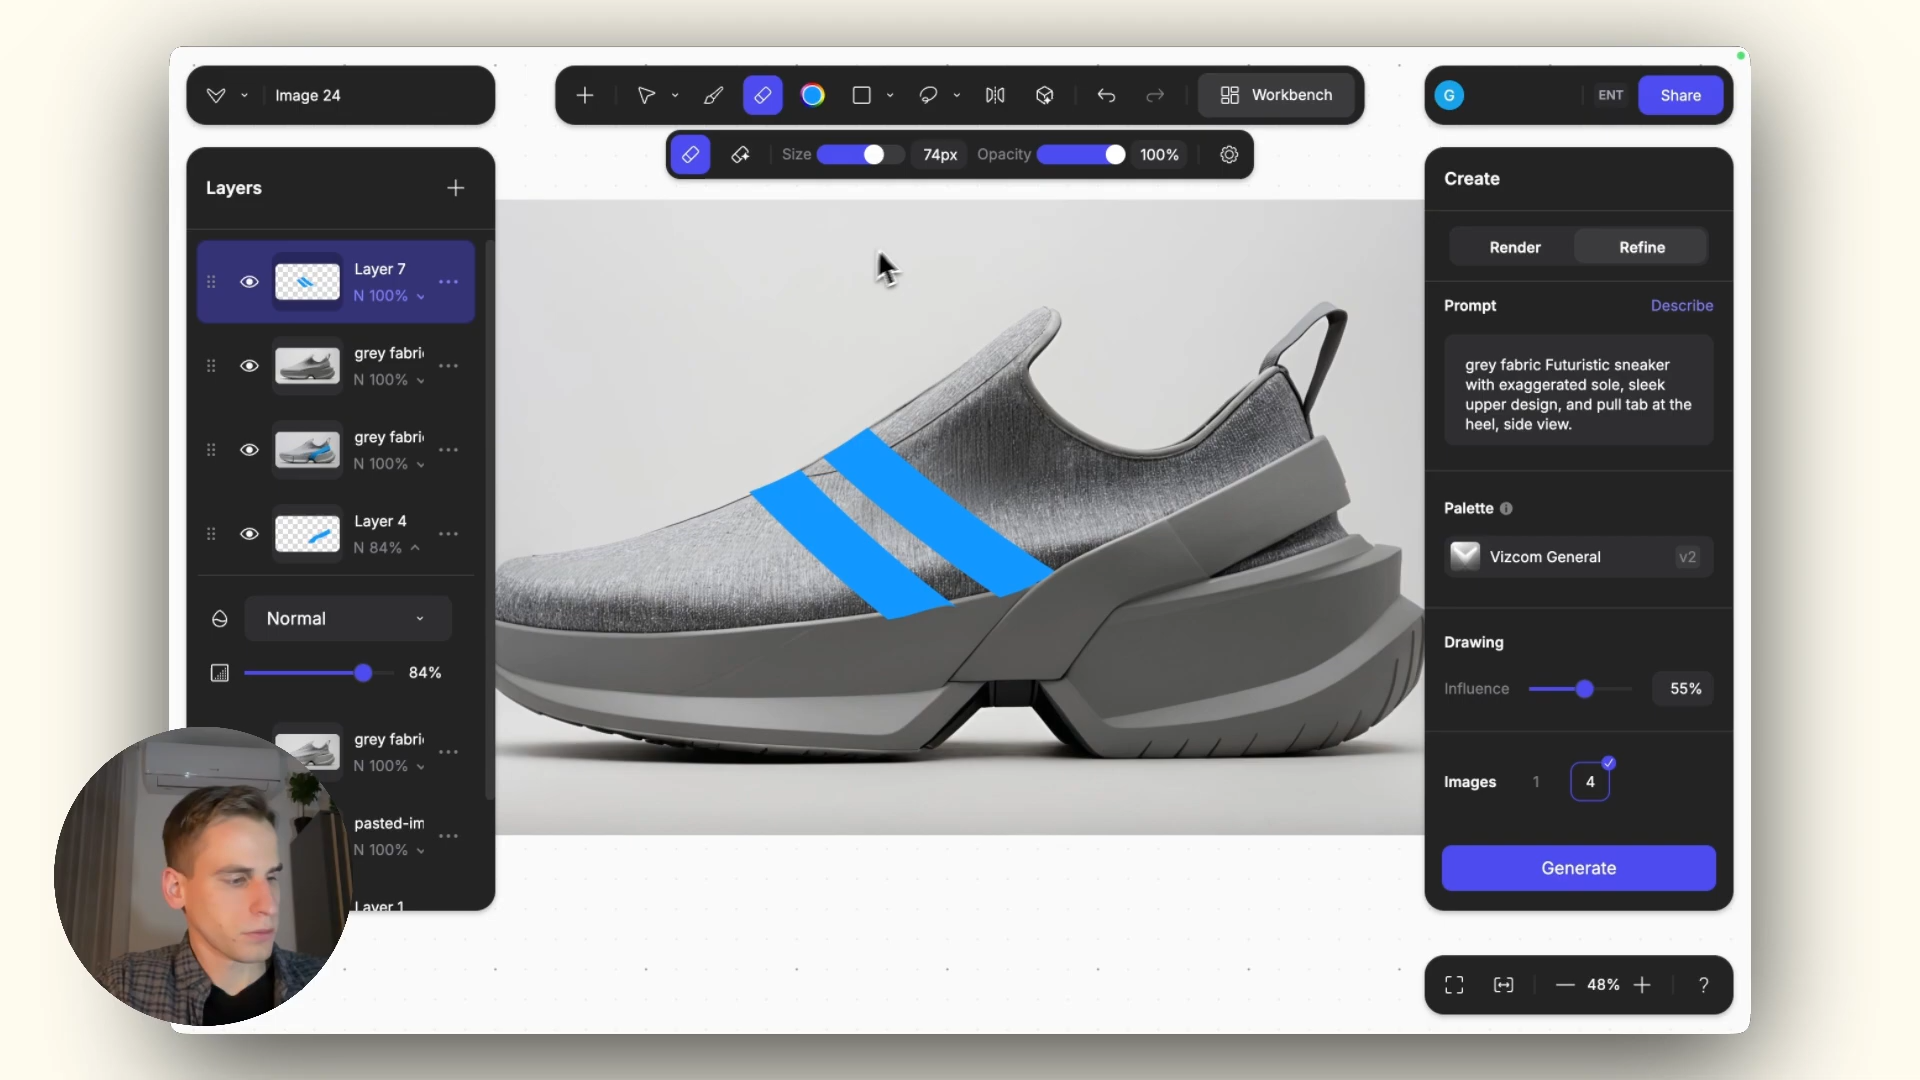 Image 24
Workbench
G
ENT
Share
Size
74px
Opacity
100%
Layers
Layer 7
N 100%
grey fabri
N 100%
grey fabri
N 100%
Layer 4
N 84%
Normal
84%
grey fabri
N 100%
pasted-im
N 100%
Layer 1
Create
Render
Refine
Prompt
Describe
grey fabric Futuristic sneaker
with exaggerated sole, sleek
upper design, and pull tab at the
heel, side view.
Palette
Vizcom General
v2
Drawing
Influence
55%
Images
1
4
Generate
48%
?